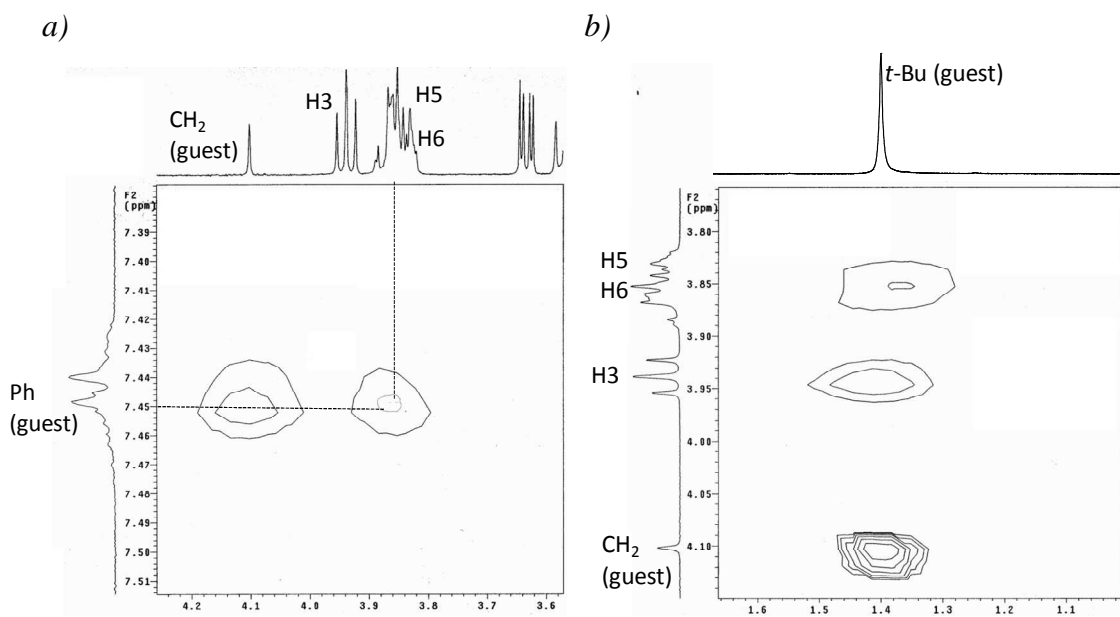 a)
H3
H5
H6
CH2
(guest)
F2
(ppm)
7.39
7.40
7.41
7.42
7.43
7.44
7.45
7.46
7.47
7.48
7.49
7.50
7.51
Ph
(guest)
4.2 4.1 4.0 3.9 3.8 3.7 3.6
b)
t-Bu (guest)
F2
(ppm)
3.80
3.85
3.90
3.95
4.00
4.05
4.10
H5
H6
H3
CH2
(guest)
1.6 1.5 1.4 1.3 1.2 1.1